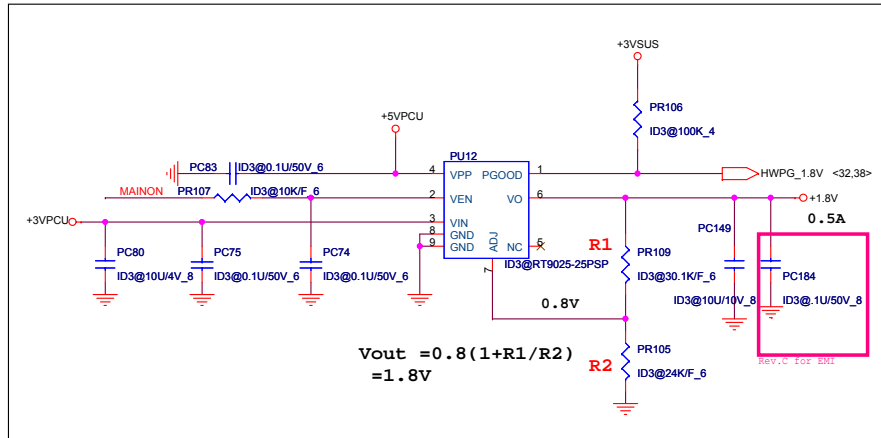 +3VSUS
PR106
ID3@100K_4
+5VPCU
PU12
PC83
ID3@0.1U/50V_6
4
VPP
PGOOD
1
HWPG_1.8V <32,38>
MAINON
PR107
ID3@10K/F_6
2
VEN
VO
6
+1.8V
0.5A
+3VPCU
3
VIN
8
GND
9
GND
ADJ
NC
5
7
ID3@RT9025-25PSP
R1
PR109
ID3@30.1K/F_6
PC149
ID3@10U/10V_8
PC184
ID3@.1U/50V_8
PC80
ID3@10U/4V_8
PC75
ID3@0.1U/50V_6
PC74
ID3@0.1U/50V_6
0.8V
Vout =0.8(1+R1/R2)
=1.8V
R2
PR105
ID3@24K/F_6
Rev.C for EMI